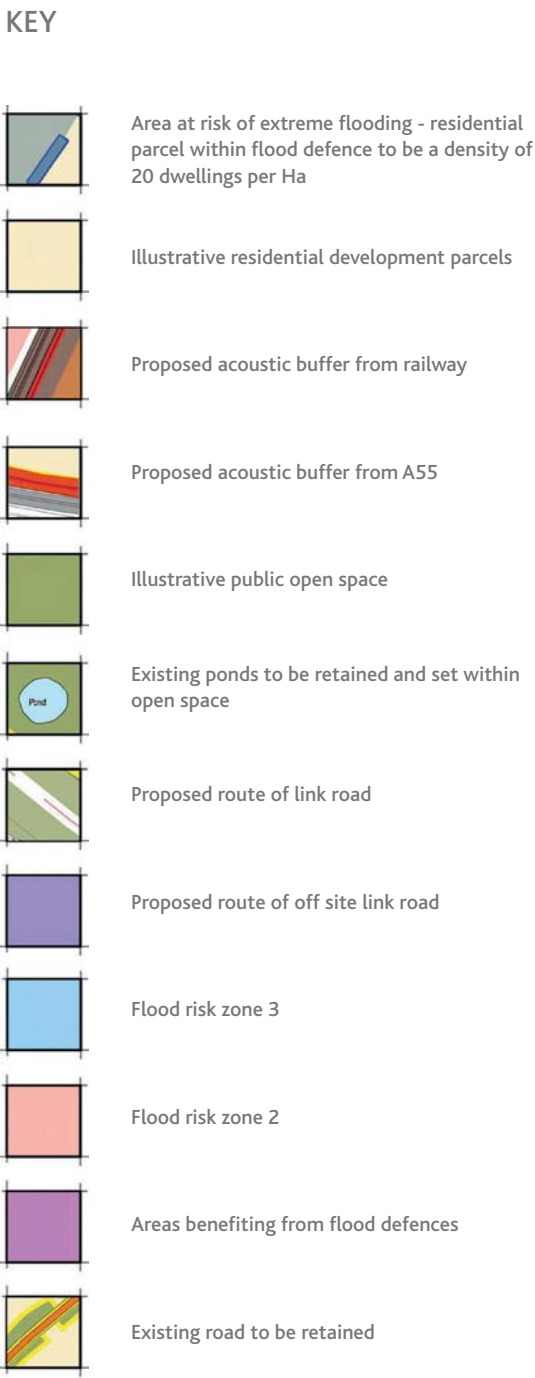 KEY
Area at risk of extreme flooding - residential
parcel within flood defence to be a density of
20 dwellings per Ha
Illustrative residential development parcels
Proposed acoustic buffer from railway
Proposed acoustic buffer from A55
Illustrative public open space
Existing ponds to be retained and set within
open space
Pond
Proposed route of link road
Proposed route of off site link road
Flood risk zone 3
Flood risk zone 2
Areas benefiting from flood defences
Existing road to be retained